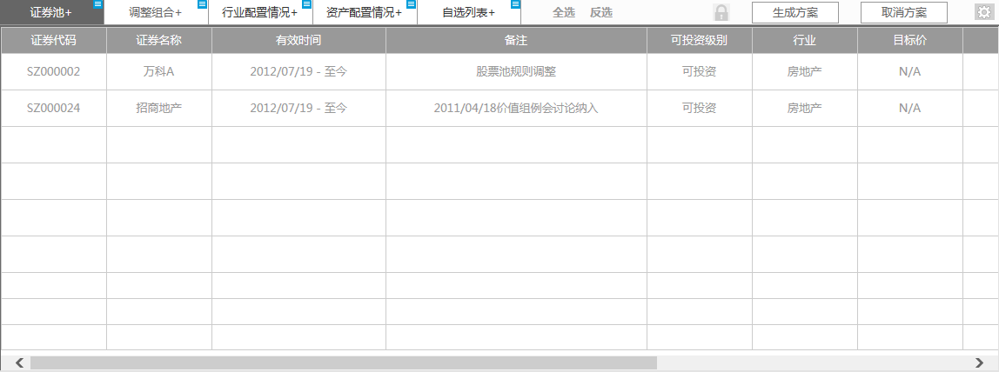 证券池+ 调整组合+ 行业配置情况+ 资产配置情况+ 自选列表+ 全选 反选 生成方案 取消方案
证券代码 证券名称 有效时间 备注 可投资级别 行业 目标价
SZ000002 万科A 2012/07/19 - 至今 股票池规则调整 可投资 房地产 N/A
SZ000024 招商地产 2012/07/19 - 至今 2011/04/18价值组例会讨论纳入 可投资 房地产 N/A